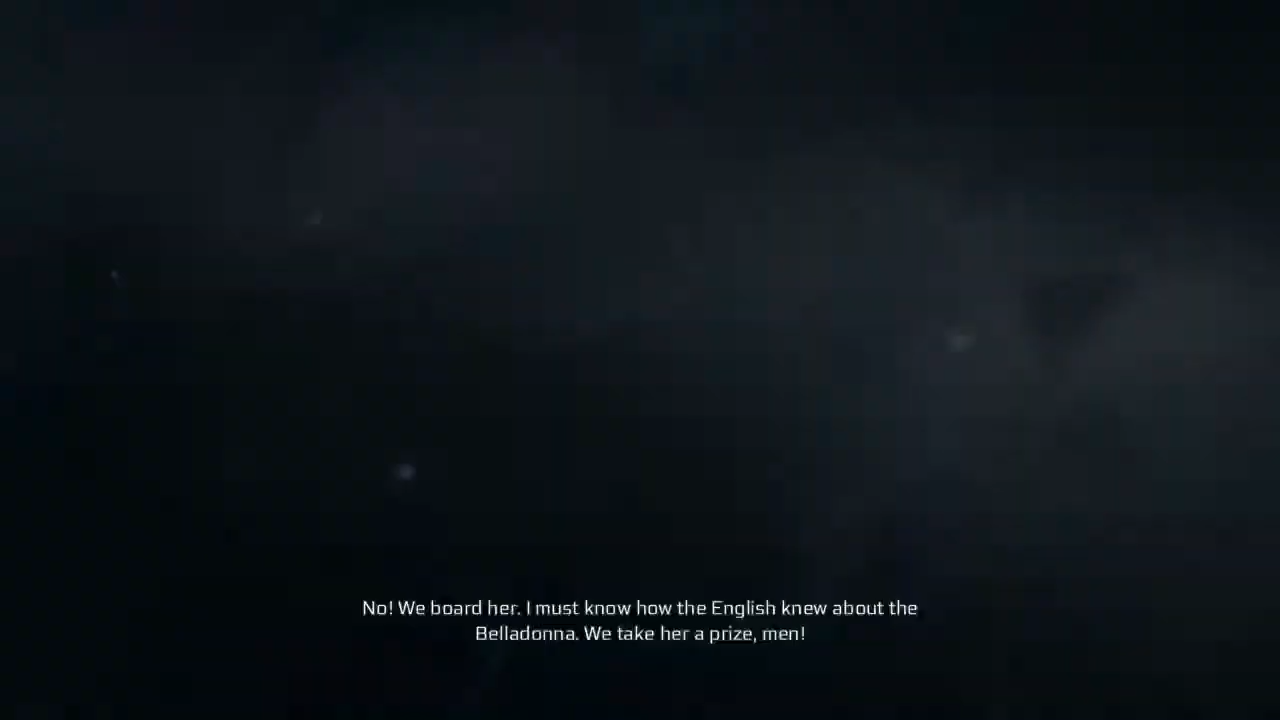 No! We board her. I must know how the English knew about the
Belladonna. We take her a prize, men!